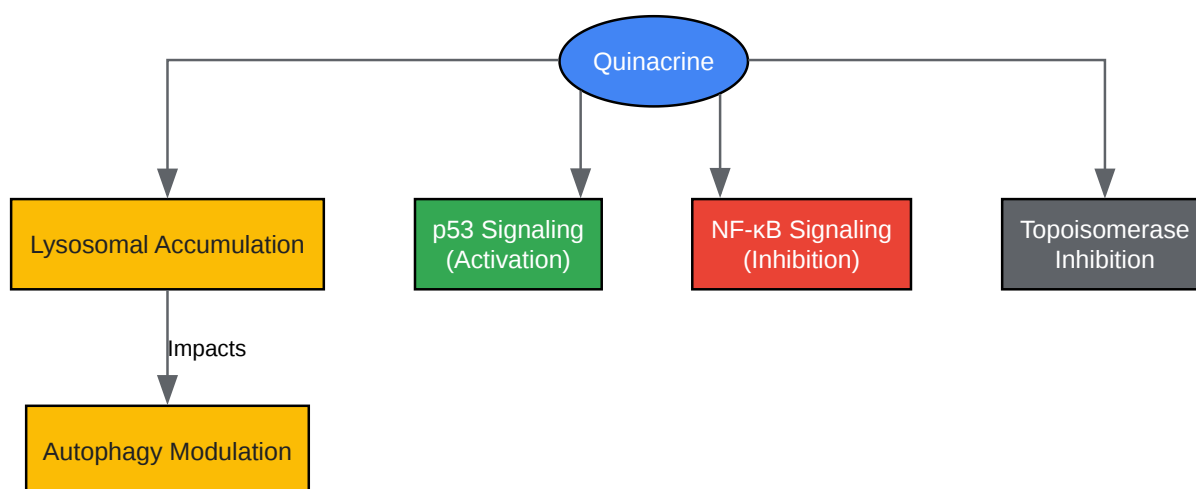 Quinacrine
Lysosomal Accumulation
p53 Signaling
(Activation)
NF-κB Signaling
(Inhibition)
Topoisomerase
Inhibition
Impacts
Autophagy Modulation